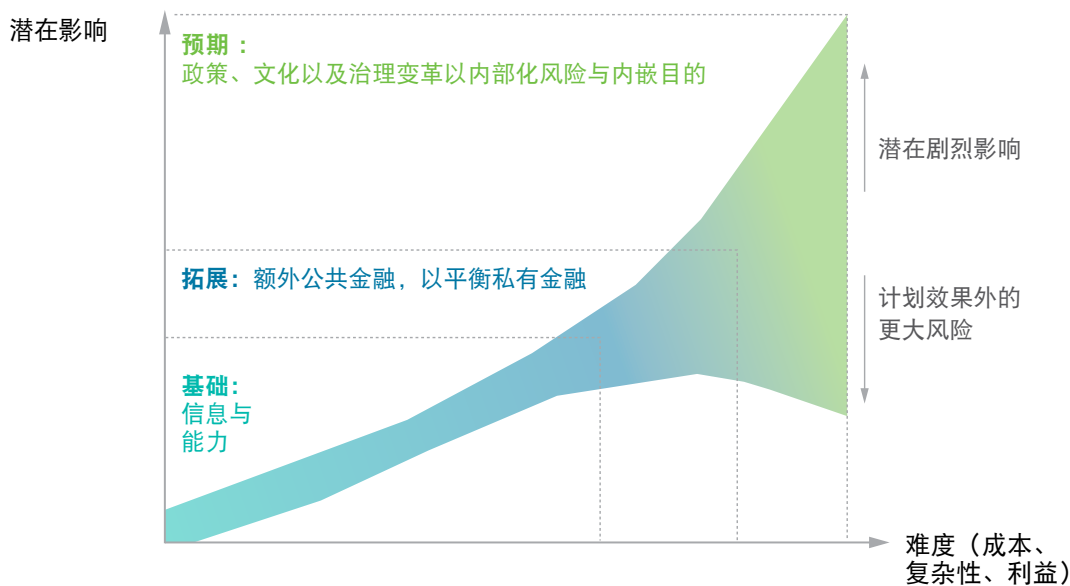 潜在影响
预期：
政策、文化以及治理变革以内部化风险与内嵌目的
潜在剧烈影响
拓展：额外公共金融，以平衡私有金融
计划效果外的
更大风险
基础：
信息与
能力
难度（成本、
复杂性、利益）